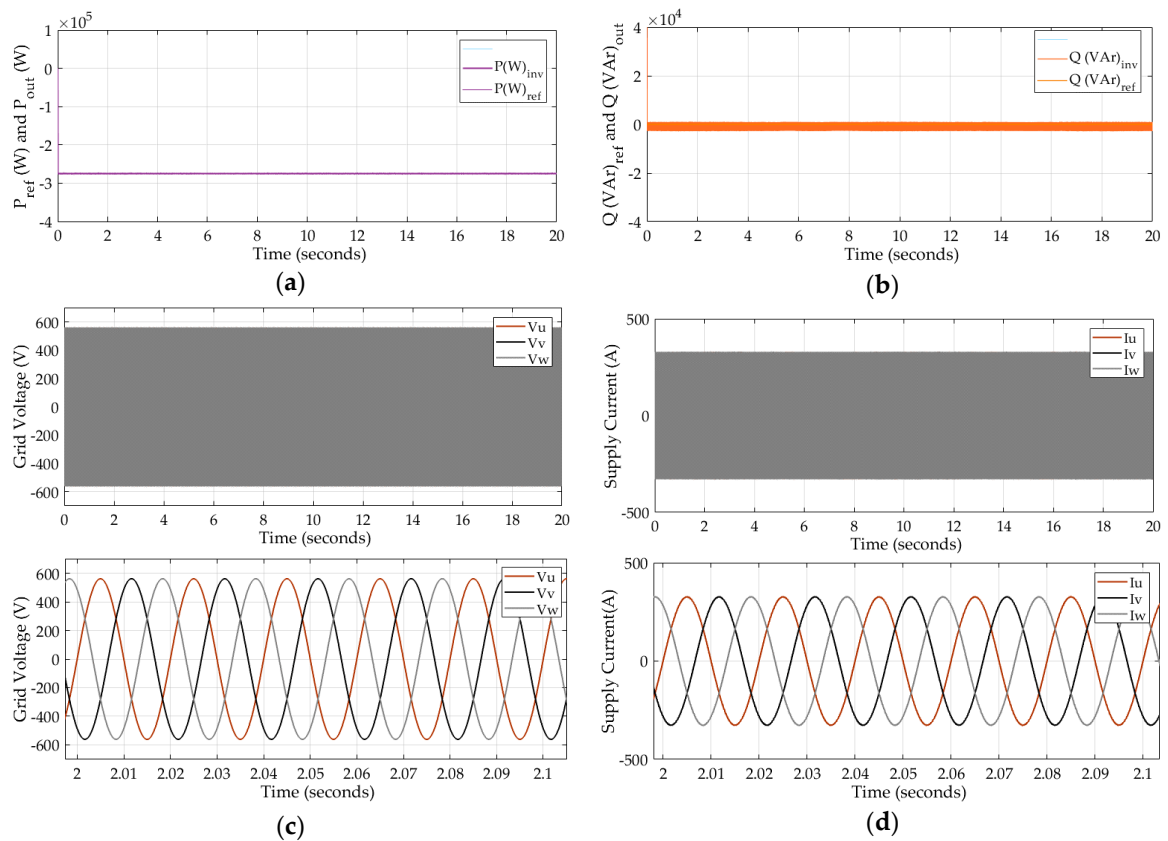 ×10⁵
1
0
-1
-2
-3
-4
P_ref (W) and P_out (W)
P(W)_inv
P(W)_ref
0 2 4 6 8 10 12 14 16 18 20
Time (seconds)
(a)
×10⁴
4
2
0
-2
-4
Q (VAr)_ref and Q (VAr)_out
Q (VAr)_inv
Q (VAr)_ref
0 2 4 6 8 10 12 14 16 18 20
Time (seconds)
(b)
600
400
200
0
-200
-400
-600
Grid Voltage (V)
Vu
Vv
Vw
0 2 4 6 8 10 12 14 16 18 20
Time (seconds)
600
400
200
0
-200
-400
-600
Grid Voltage (V)
Vu
Vv
Vw
2 2.01 2.02 2.03 2.04 2.05 2.06 2.07 2.08 2.09 2.1
Time (seconds)
(c)
500
0
-500
Supply Current (A)
Iu
Iv
Iw
0 2 4 6 8 10 12 14 16 18 20
Time (seconds)
500
0
-500
Supply Current(A)
Iu
Iv
Iw
2 2.01 2.02 2.03 2.04 2.05 2.06 2.07 2.08 2.09 2.1
Time (seconds)
(d)